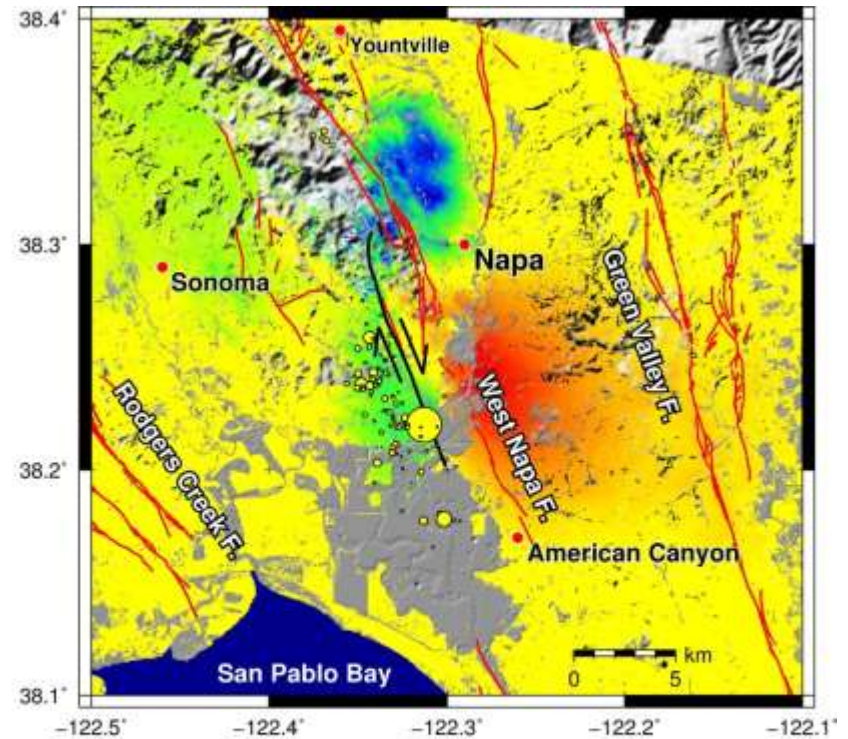 38.4°
Yountville
38.3°
Napa
Sonoma
Green Valley F.
West Napa F.
Rodgers Creek F.
38.2°
American Canyon
San Pablo Bay
km
0 5
38.1°
−122.5° −122.4° −122.3° −122.2° −122.1°